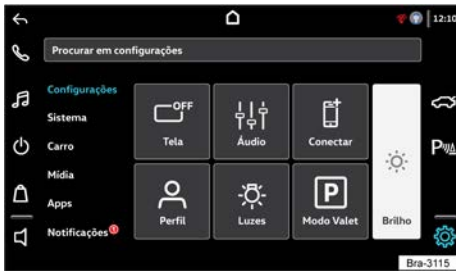 12:10
Procurar em configurações
Configurações
Sistema
Carro
Mídia
Apps
Notificações
OFF
Tela
Áudio
Conectar
Perfil
Luzes
P
Modo Valet
Brilho
P
Bra-3115